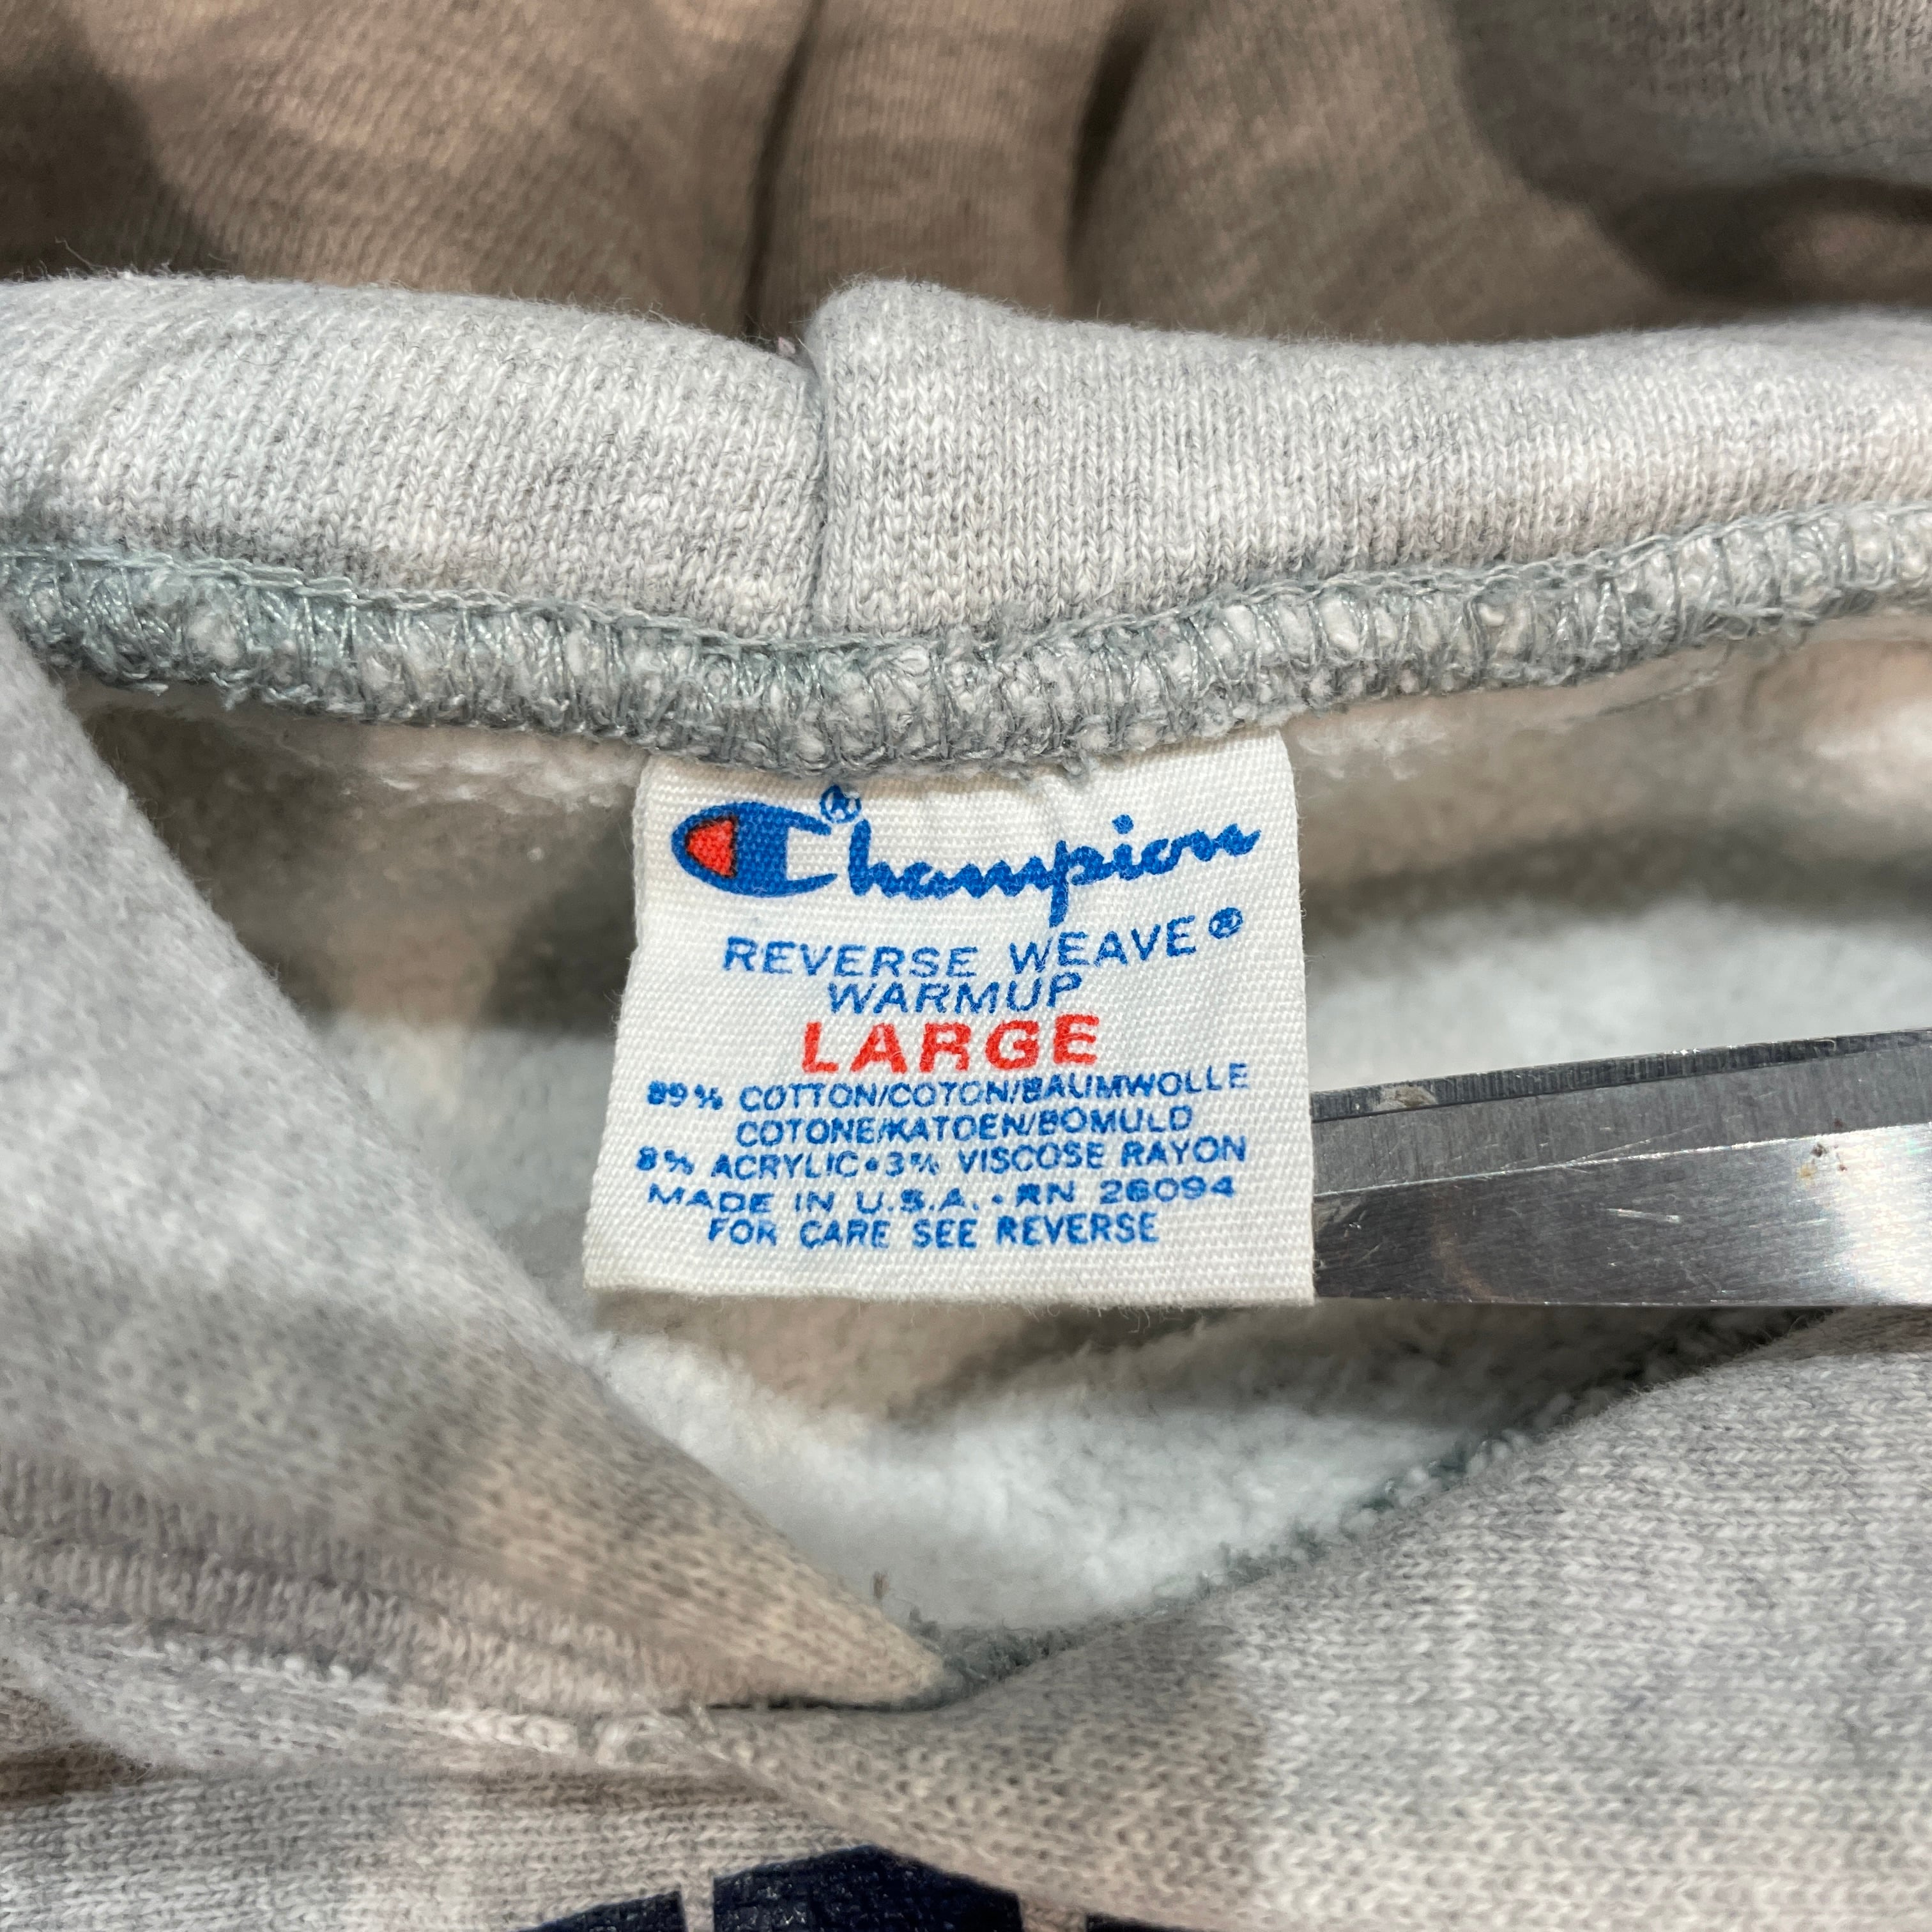 Champion®
REVERSE WEAVE®
WARMUP
LARGE
89% COTTON/COTON/BAUMWOLLE
COTONE/KATOEN/BOMULD
8% ACRYLIC•3% VISCOSE RAYON
MADE IN U.S.A.•RN 26094
FOR CARE SEE REVERSE